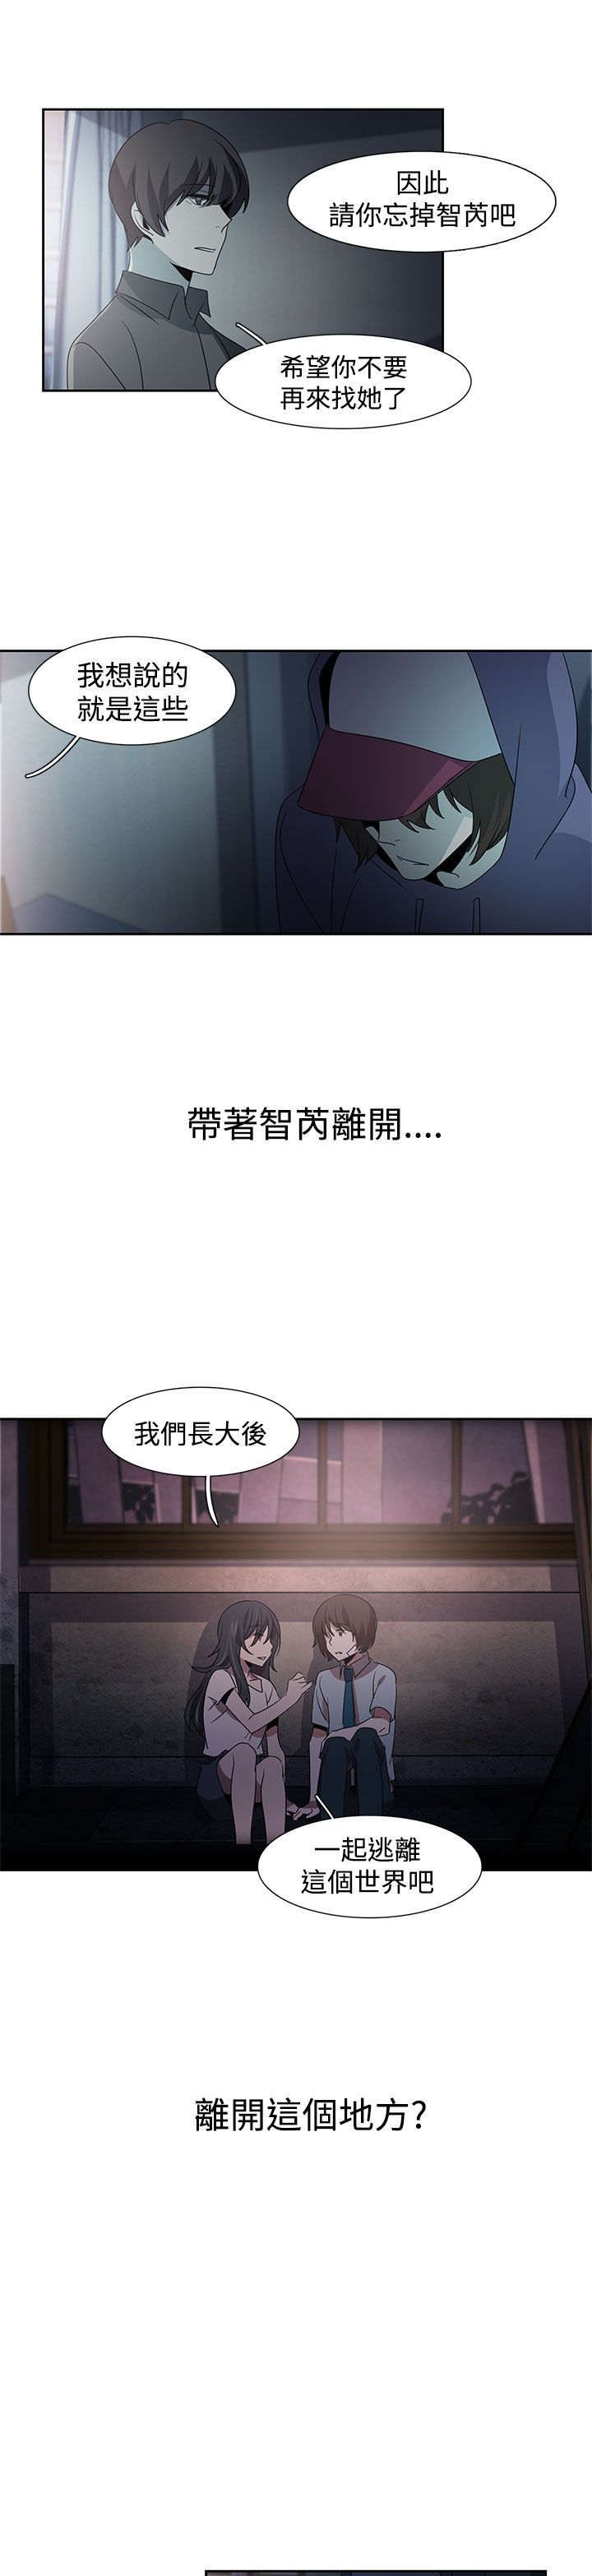 因此
請你忘掉智芮吧
希望你不要
再來找她了
我想說的
就是這些
帶著智芮離開....
我們長大後
一起逃離
這個世界吧
離開這個地方?